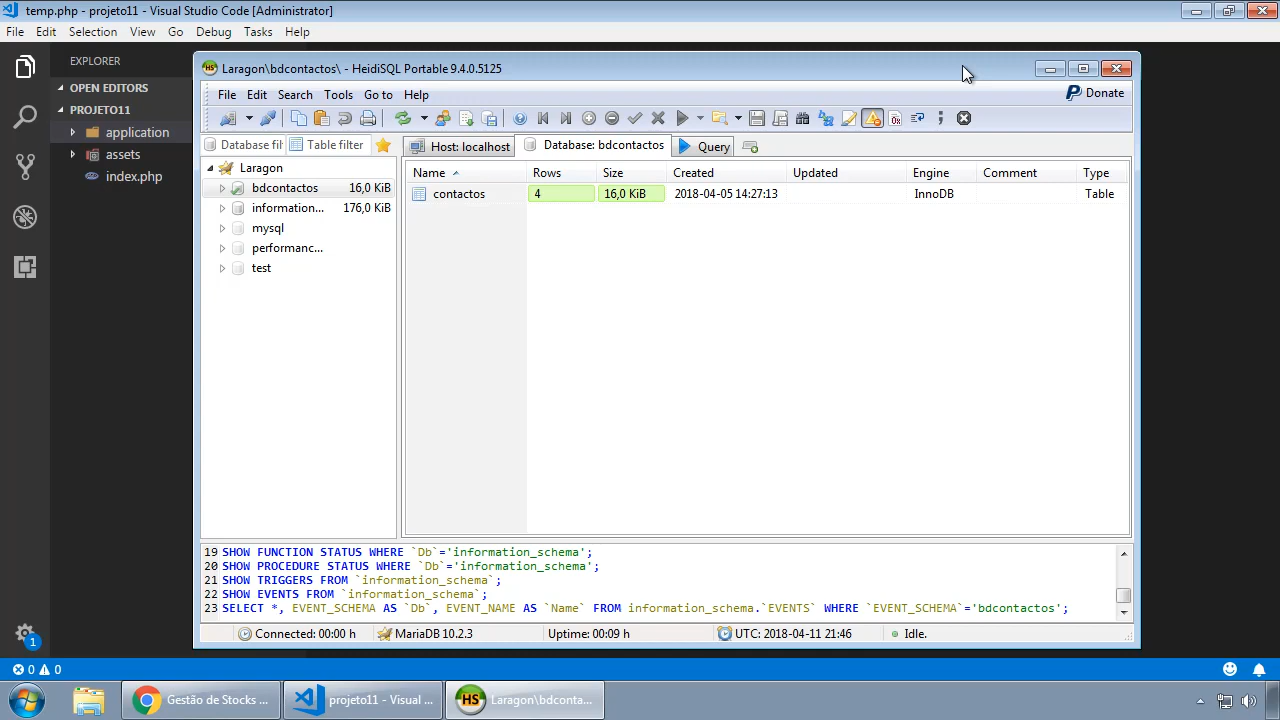 temp.php - projeto11 - Visual Studio Code [Administrator]
File Edit Selection View Go Debug Tasks Help
EXPLORER
OPEN EDITORS
PROJETO11
application
assets
index.php
HS Laragon\bdcontactos\ - HeidiSQL Portable 9.4.0.5125
File Edit Search Tools Go to Help
Donate
Database fil Table filter
Host: localhost Database: bdcontactos Query
Laragon
bdcontactos 16,0 KiB
information... 176,0 KiB
mysql
performanc...
test
Name Rows Size Created Updated Engine Comment Type
contactos 4 16,0 KiB 2018-04-05 14:27:13 InnoDB Table
19 SHOW FUNCTION STATUS WHERE `Db`='information_schema';
20 SHOW PROCEDURE STATUS WHERE `Db`='information_schema';
21 SHOW TRIGGERS FROM `information_schema`;
22 SHOW EVENTS FROM `information_schema`;
23 SELECT *, EVENT_SCHEMA AS `Db`, EVENT_NAME AS `Name` FROM information_schema.`EVENTS` WHERE `EVENT_SCHEMA`='bdcontactos';
Connected: 00:00 h MariaDB 10.2.3 Uptime: 00:09 h UTC: 2018-04-11 21:46 Idle.
1
0 0
Gestão de Stocks ... projeto11 - Visual ... HS Laragon\bdconta...